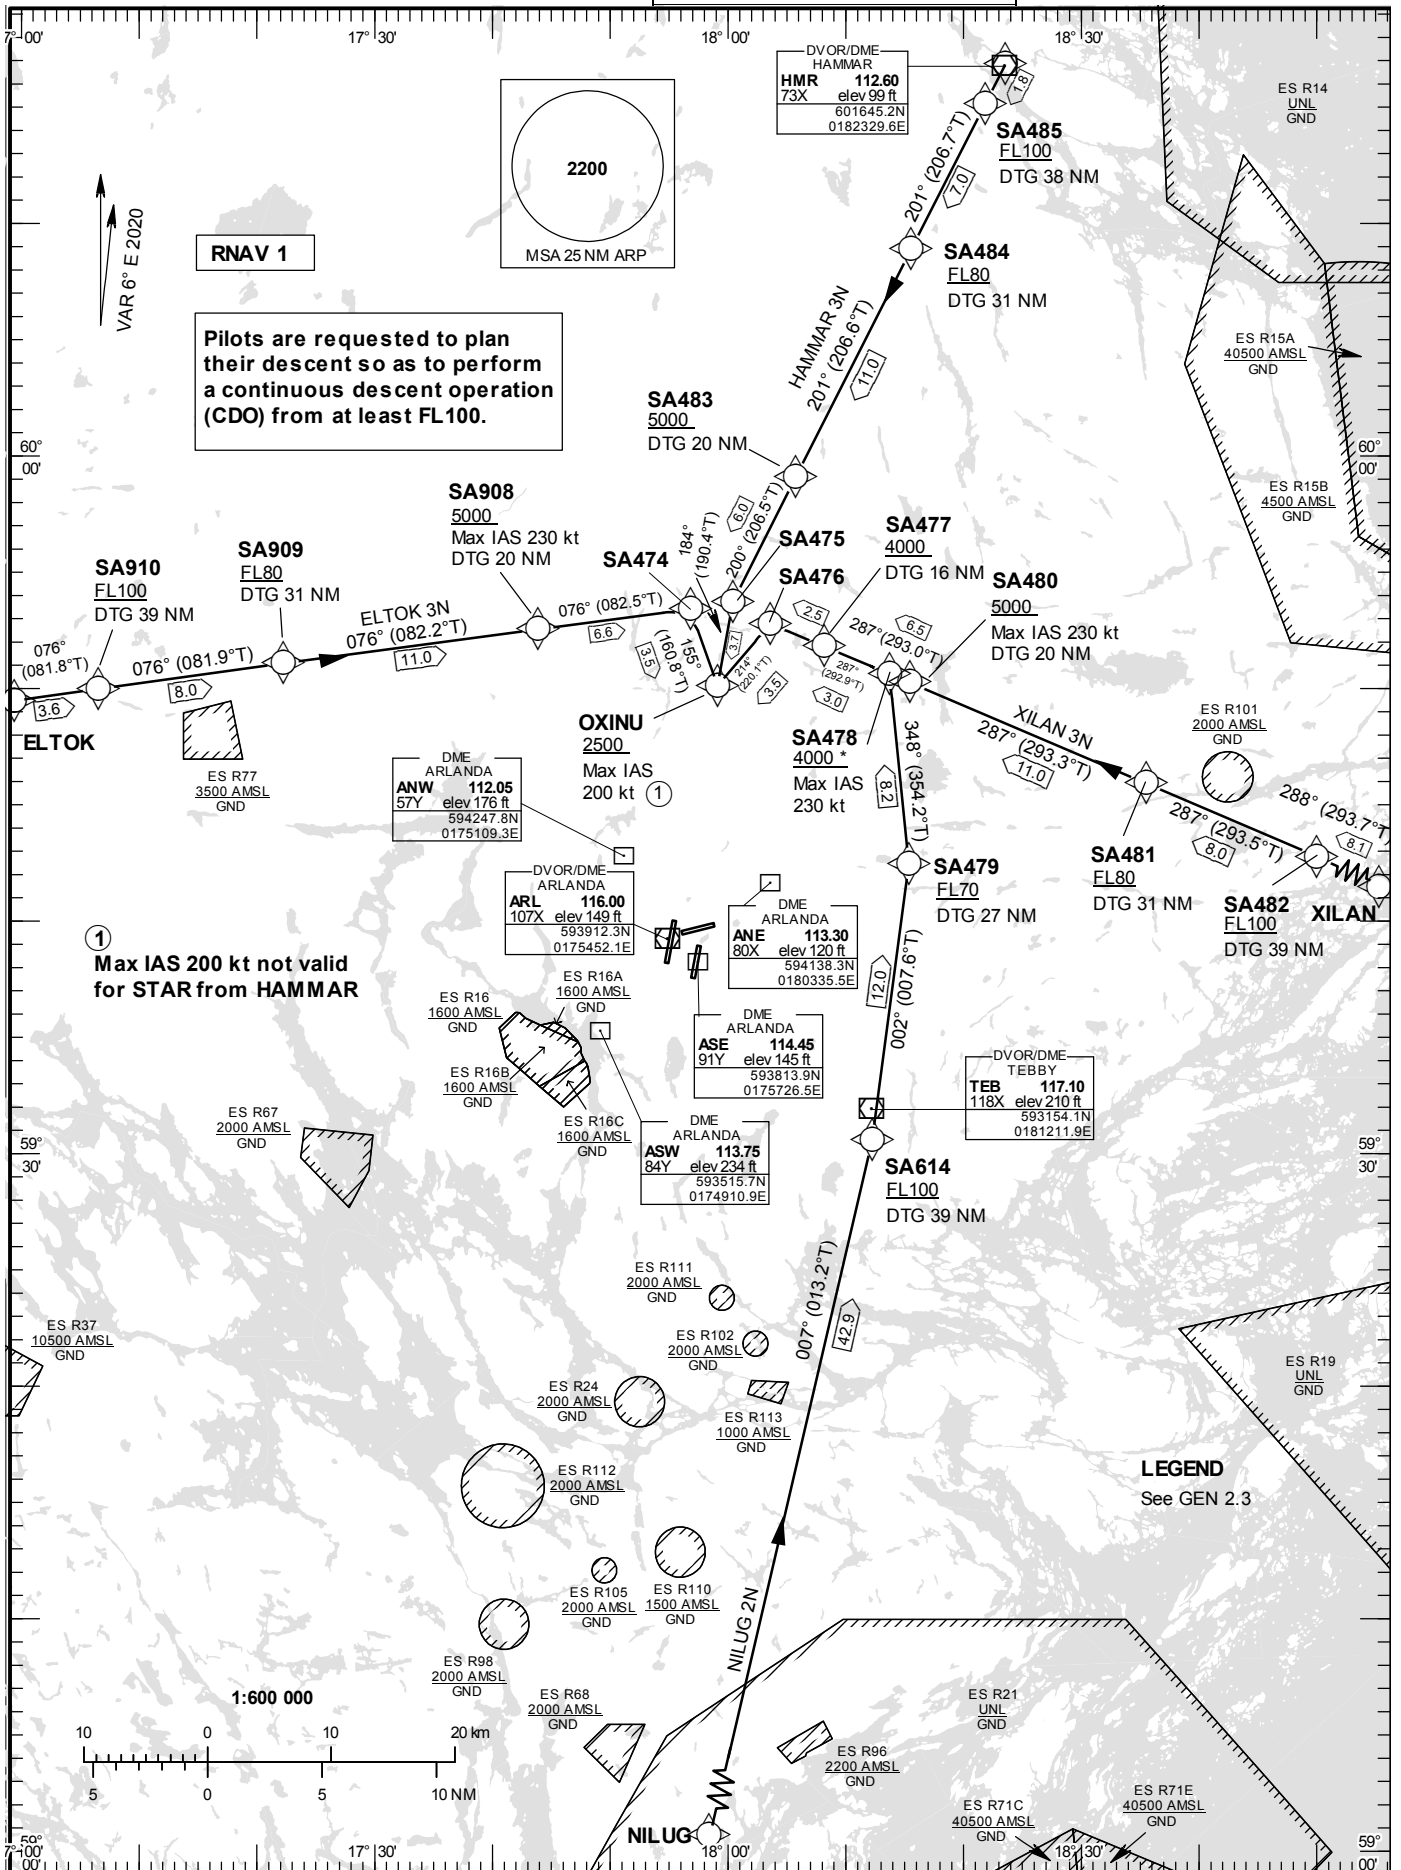 7°00'
17°30'
18°00'
18°30'
DVOR/DME
HAMMAR
HMR 112.60
73X elev 99 ft
601645.2N
0182329.6E
1.8
SA485
FL100
DTG 38 NM
ES R14
UNL
GND
2200
MSA 25 NM ARP
VAR 6° E 2020
RNAV 1
201° (206.7°T)
7.0
SA484
FL80
DTG 31 NM
Pilots are requested to plan
their descent so as to perform
a continuous descent operation
(CDO) from at least FL100.
HAMMAR 3N
201° (206.6°T)
11.0
ES R15A
40500 AMSL
GND
SA483
5000
DTG 20 NM
60°
00'
60°
00'
ES R15B
4500 AMSL
GND
SA908
5000
Max IAS 230 kt
DTG 20 NM
184°
(190.4°T)
6.0
200° (206.5°T)
SA475
SA477
4000
DTG 16 NM
SA910
FL100
DTG 39 NM
SA909
FL80
DTG 31 NM
SA474
SA476
SA480
5000
Max IAS 230 kt
DTG 20 NM
076°
(081.8°T)
3.6
ELTOK
076° (081.9°T)
8.0
ELTOK 3N
076° (082.2°T)
11.0
076° (082.5°T)
6.6
3.5
155°
(160.8°T)
3.7
214°
(220.1°T)
3.5
2.5
287°(293.0°T)
6.5
287°
(292.9°T)
3.0
OXINU
2500
Max IAS
200 kt 1
SA478
4000 *
Max IAS
230 kt
XILAN 3N
287° (293.3°T)
11.0
ES R101
2000 AMSL
GND
ES R77
3500 AMSL
GND
DME
ARLANDA
ANW 112.05
57Y elev 176 ft
594247.8N
0175109.3E
348° (354.2°T)
8.2
287° (293.5°T)
8.0
288° (293.7°T)
8.1
SA479
FL70
DTG 27 NM
SA481
FL80
DTG 31 NM
SA482
FL100
DTG 39 NM
XILAN
DVOR/DME
ARLANDA
ARL 116.00
107X elev 149 ft
593912.3N
0175452.1E
DME
ARLANDA
ANE 113.30
80X elev 120 ft
594138.3N
0180335.5E
1
Max IAS 200 kt not valid
for STAR from HAMMAR
ES R16A
1600 AMSL
GND
ES R16
1600 AMSL
GND
ES R16B
1600 AMSL
GND
ES R16C
1600 AMSL
GND
12.0
002° (007.6°T)
DME
ARLANDA
ASE 114.45
91Y elev 145 ft
593813.9N
0175726.5E
DVOR/DME
TEBBY
TEB 117.10
118X elev 210 ft
593154.1N
0181211.9E
ES R67
2000 AMSL
GND
DME
ARLANDA
ASW 113.75
84Y elev 234 ft
593515.7N
0174910.9E
59°
30'
59°
30'
SA614
FL100
DTG 39 NM
007° (013.2°T)
42.9
ES R111
2000 AMSL
GND
ES R102
2000 AMSL
GND
ES R37
10500 AMSL
GND
ES R24
2000 AMSL
GND
ES R113
1000 AMSL
GND
ES R19
UNL
GND
ES R112
2000 AMSL
GND
LEGEND
See GEN 2.3
ES R105
2000 AMSL
GND
ES R110
1500 AMSL
GND
NILUG 2N
ES R98
2000 AMSL
GND
ES R68
2000 AMSL
GND
ES R21
UNL
GND
1:600 000
10 0 10 20 km
5 0 5 10 NM
ES R96
2200 AMSL
GND
ES R71C
40500 AMSL
GND
ES R71E
40500 AMSL
GND
NILUG
59°
00'
7°00'
17°30'
18°00'
18°30'
59°
00'